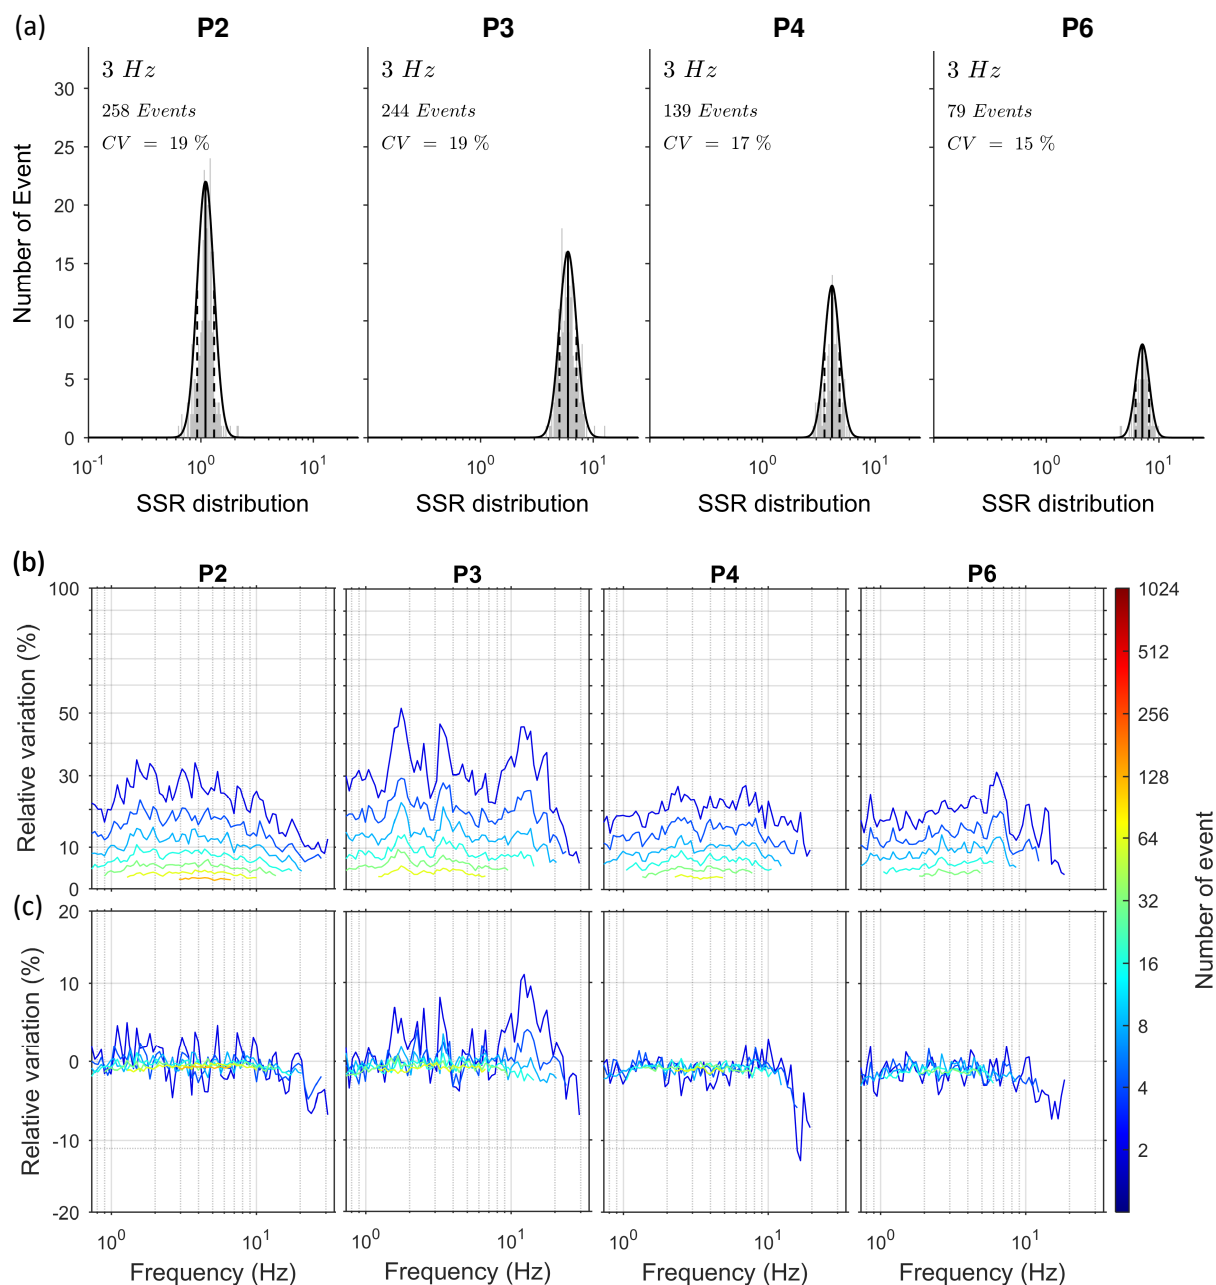 (a)
P2 P3 P4 P6
3 Hz 3 Hz 3 Hz 3 Hz
258 Events 244 Events 139 Events 79 Events
CV = 19 % CV = 19 % CV = 17 % CV = 15 %
Number of Event
30
25
20
15
10
5
0
10-1 100 101 100 101 100 101 100 101
SSR distribution SSR distribution SSR distribution SSR distribution
(b)
P2 P3 P4 P6
Relative variation (%)
100
50
30
10
0
(c)
Relative variation (%)
20
10
0
-10
-20
100 101 100 101 100 101 100 101
Frequency (Hz) Frequency (Hz) Frequency (Hz) Frequency (Hz)
1024
512
256
128
64
32
16
8
4
2
Number of event